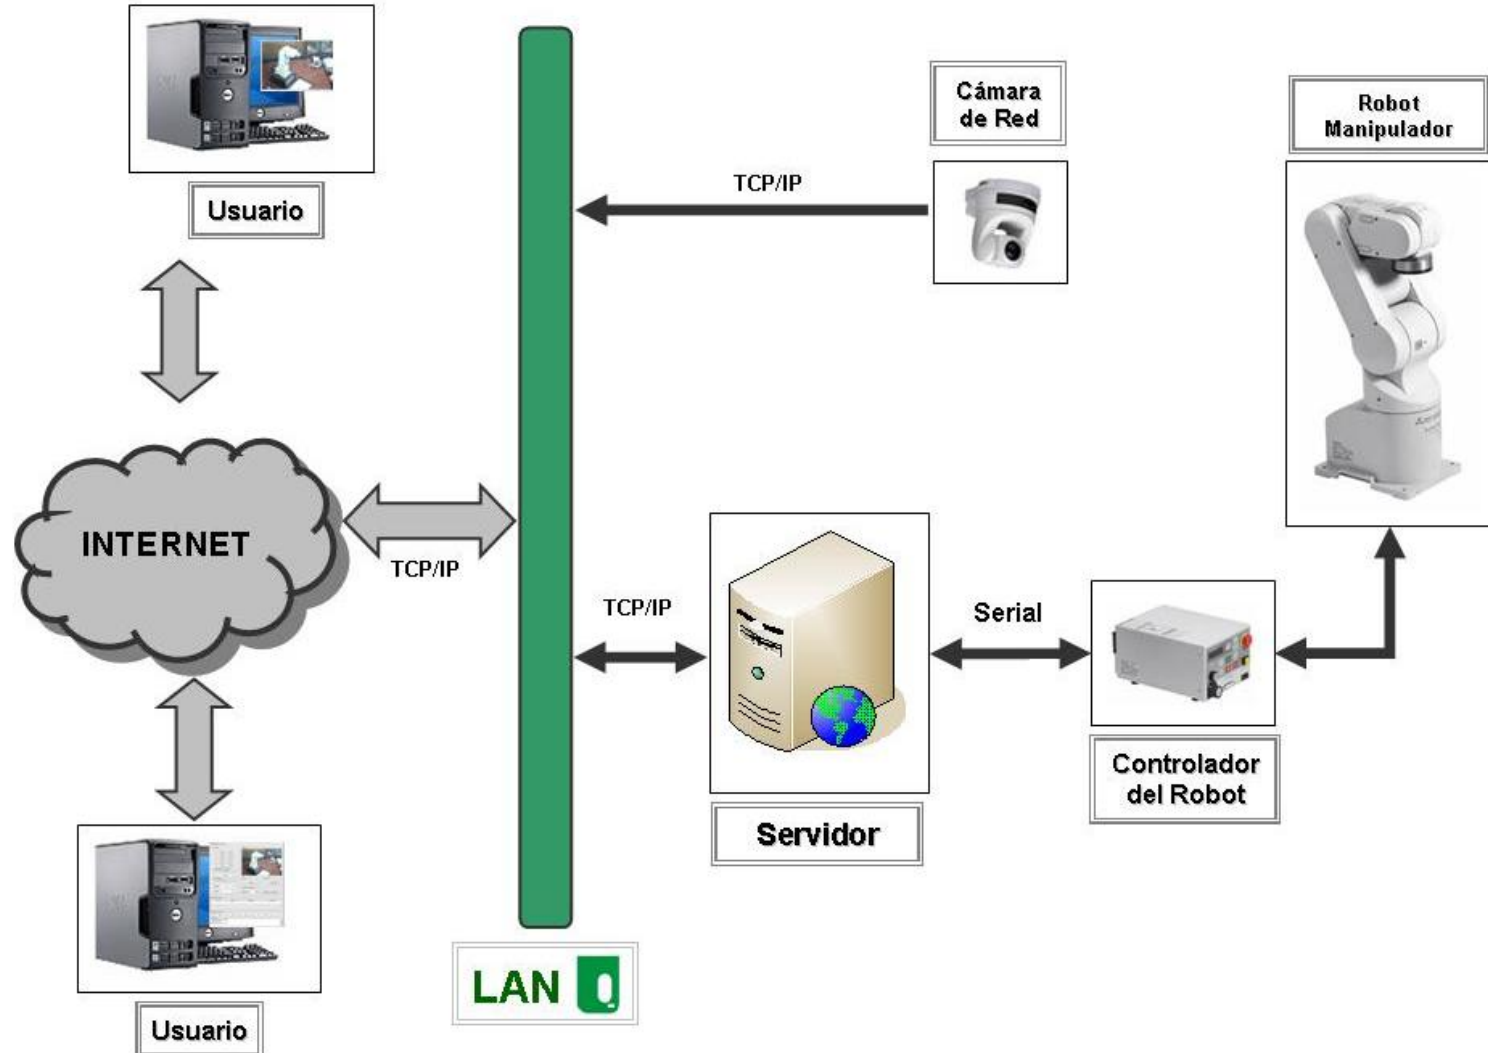 Usuario
Cámara
de Red
Robot
Manipulador
TCP/IP
INTERNET
TCP/IP
TCP/IP
Serial
Servidor
Controlador
del Robot
LAN
Usuario